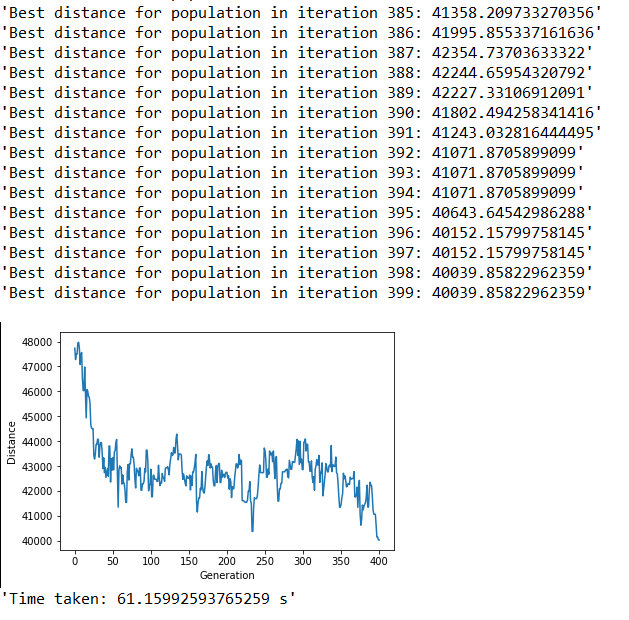 'Best distance for population in iteration 385: 41358.209733270356'
'Best distance for population in iteration 386: 41995.855337161636'
'Best distance for population in iteration 387: 42354.73703633322'
'Best distance for population in iteration 388: 42244.65954320792'
'Best distance for population in iteration 389: 42227.33106912091'
'Best distance for population in iteration 390: 41802.494258341416'
'Best distance for population in iteration 391: 41243.032816444495'
'Best distance for population in iteration 392: 41071.8705899099'
'Best distance for population in iteration 393: 41071.8705899099'
'Best distance for population in iteration 394: 41071.8705899099'
'Best distance for population in iteration 395: 40643.64542986288'
'Best distance for population in iteration 396: 40152.15799758145'
'Best distance for population in iteration 397: 40152.15799758145'
'Best distance for population in iteration 398: 40039.85822962359'
'Best distance for population in iteration 399: 40039.85822962359'
48000
47000
46000
45000
44000
43000
42000
41000
40000
Distance
0 50 100 150 200 250 300 350 400
Generation
'Time taken: 61.15992593765259 s'